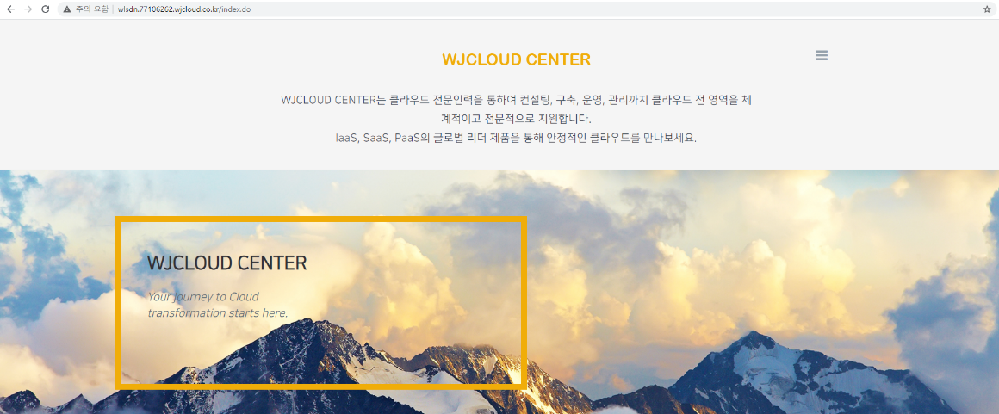 주의 요함 | wlsdn.77106262.wjcloud.co.kr/index.do
WJCLOUD CENTER
WJCLOUD CENTER는 클라우드 전문인력을 통하여 컨설팅, 구축, 운영, 관리까지 클라우드 전 영역을 체
계적이고 전문적으로 지원합니다.
IaaS, SaaS, PaaS의 글로벌 리더 제품을 통해 안정적인 클라우드를 만나보세요.
WJCLOUD CENTER
Your journey to Cloud
transformation starts here.